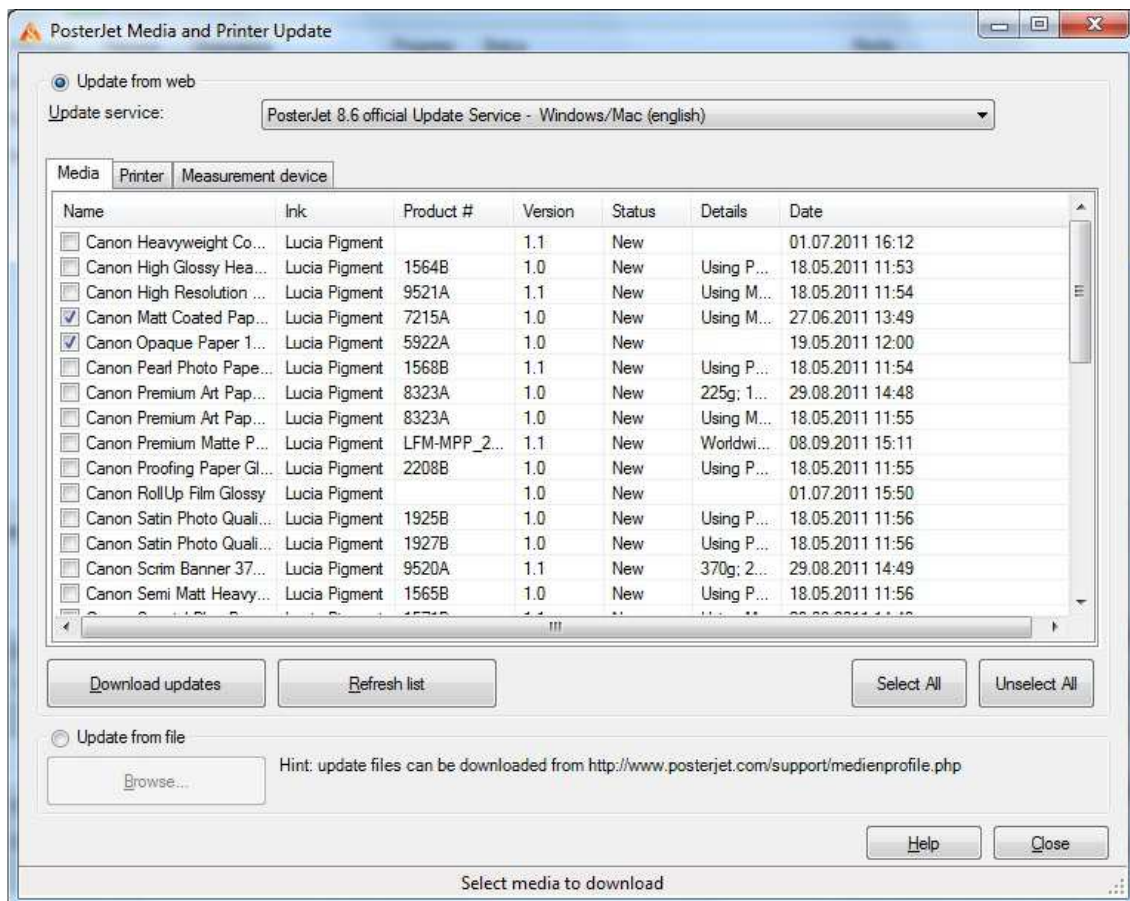 PosterJet Media and Printer Update
Update from web
Update service: PosterJet 8.6 official Update Service - Windows/Mac (english)
Media Printer Measurement device
Name Ink Product # Version Status Details Date
Canon Heavyweight Co... Lucia Pigment 1.1 New 01.07.2011 16:12
Canon High Glossy Hea... Lucia Pigment 1564B 1.0 New Using P... 18.05.2011 11:53
Canon High Resolution ... Lucia Pigment 9521A 1.1 New Using M... 18.05.2011 11:54
Canon Matt Coated Pap... Lucia Pigment 7215A 1.0 New Using M... 27.06.2011 13:49
Canon Opaque Paper 1... Lucia Pigment 5922A 1.0 New 19.05.2011 12:00
Canon Pearl Photo Pape... Lucia Pigment 1568B 1.1 New Using P... 18.05.2011 11:54
Canon Premium Art Pap... Lucia Pigment 8323A 1.0 New 225g; 1... 29.08.2011 14:48
Canon Premium Art Pap... Lucia Pigment 8323A 1.0 New Using M... 18.05.2011 11:55
Canon Premium Matte P... Lucia Pigment LFM-MPP_2... 1.1 New Worldwi... 08.09.2011 15:11
Canon Proofing Paper Gl... Lucia Pigment 2208B 1.0 New Using P... 18.05.2011 11:55
Canon RollUp Film Glossy Lucia Pigment 1.0 New 01.07.2011 15:50
Canon Satin Photo Quali... Lucia Pigment 1925B 1.0 New Using P... 18.05.2011 11:56
Canon Satin Photo Quali... Lucia Pigment 1927B 1.0 New Using P... 18.05.2011 11:56
Canon Scrim Banner 37... Lucia Pigment 9520A 1.1 New 370g; 2... 29.08.2011 14:49
Canon Semi Matt Heavy... Lucia Pigment 1565B 1.0 New Using P... 18.05.2011 11:56
Download updates Refresh list Select All Unselect All
Update from file
Browse... Hint: update files can be downloaded from http://www.posterjet.com/support/medienprofile.php
Help Close
Select media to download